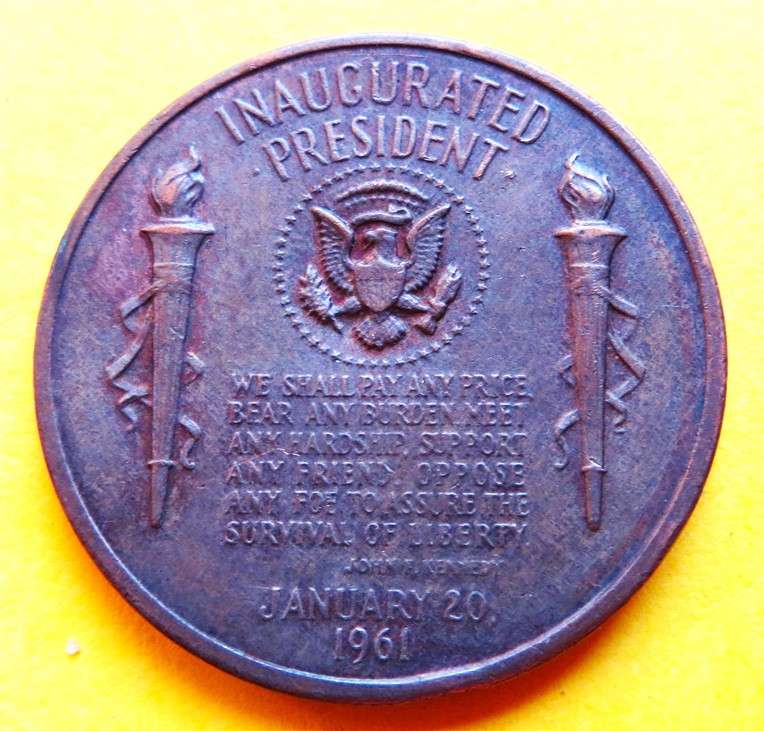 INAUGURATED
PRESIDENT
WE SHALL PAY ANY PRICE
BEAR ANY BURDEN, MEET
ANY HARDSHIP, SUPPORT
ANY FRIEND, OPPOSE
ANY FOE TO ASSURE THE
SURVIVAL OF LIBERTY.
JOHN F. KENNEDY
JANUARY 20,
1961